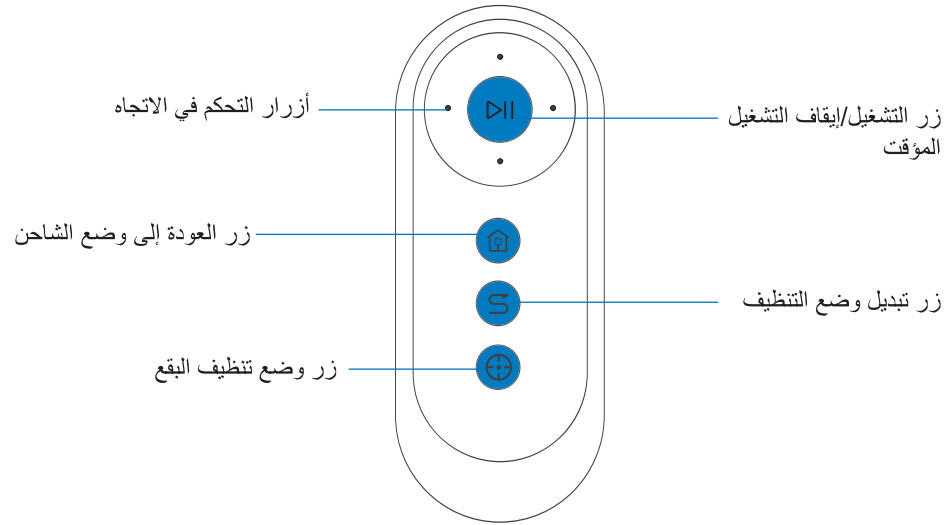 أزرار التحكم في الاتجاه
زر التشغيل/إيقاف التشغيل
المؤقت
زر العودة إلى وضع الشاحن
زر تبديل وضع التنظيف
زر وضع تنظيف البقع